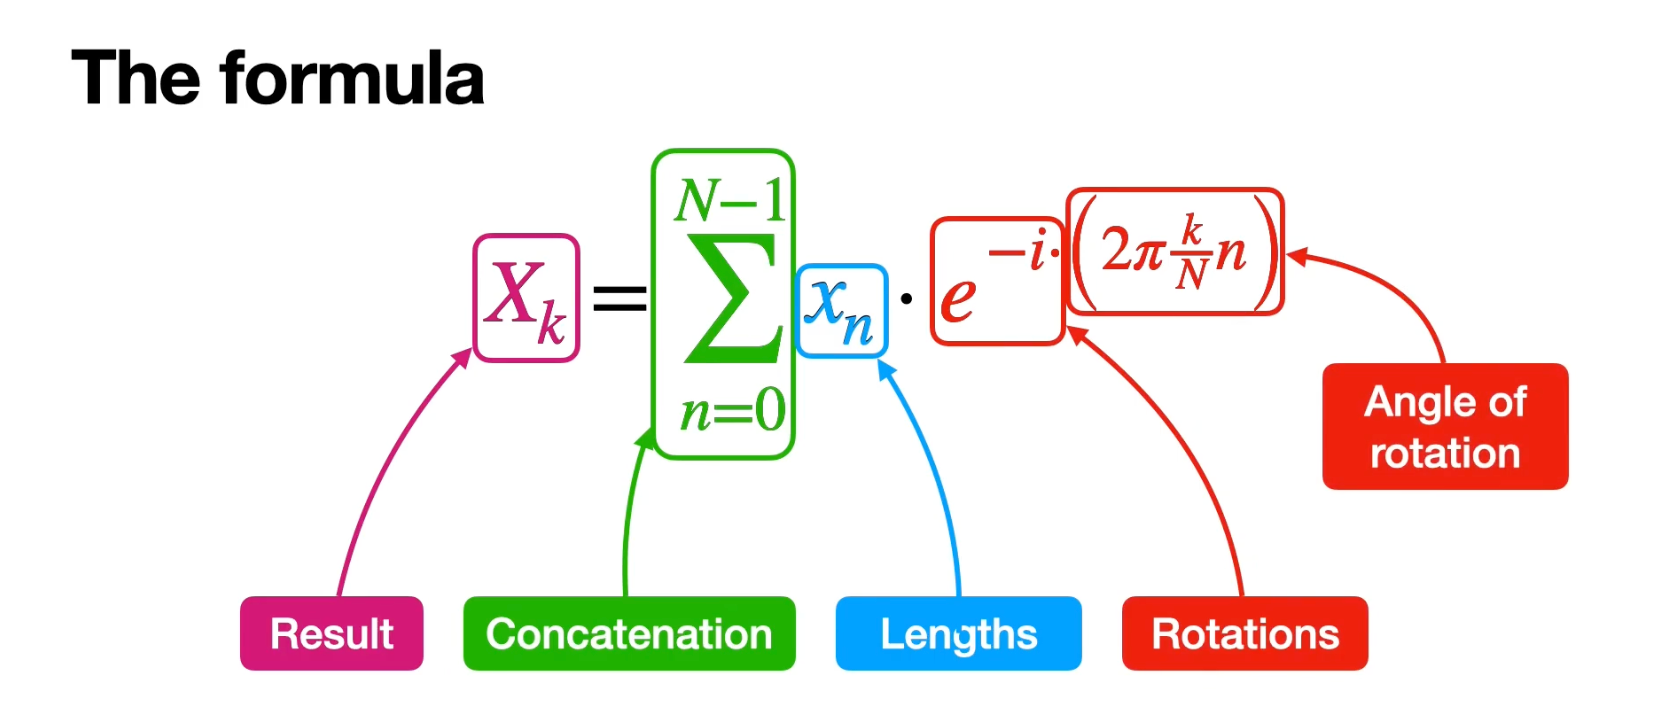 The formula
X_k = \sum_{n=0}^{N-1} x_n \cdot e^{-i \cdot \left(2\pi \frac{k}{N} n\right)}
Angle of
rotation
Result
Concatenation
Lengths
Rotations